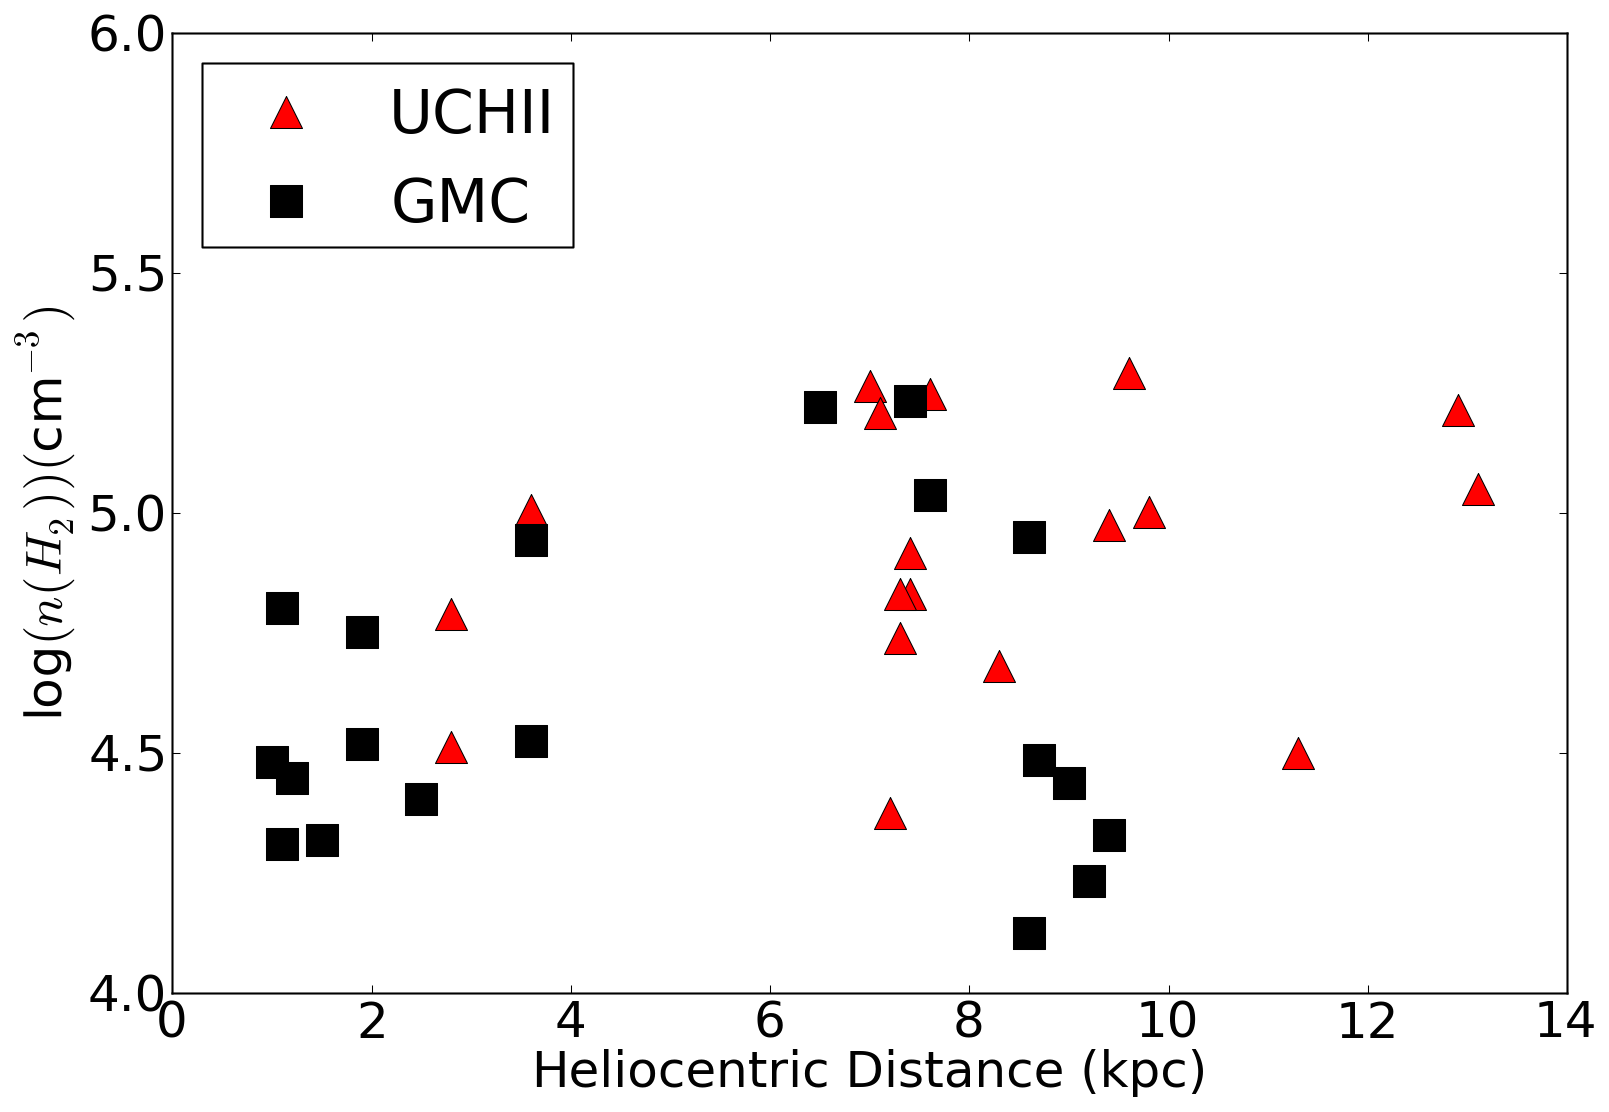 6.0
5.5
5.0
4.5
4.0
UCHII
GMC
log(n(H₂))(cm⁻³)
0 2 4 6 8 10 12 14
Heliocentric Distance (kpc)